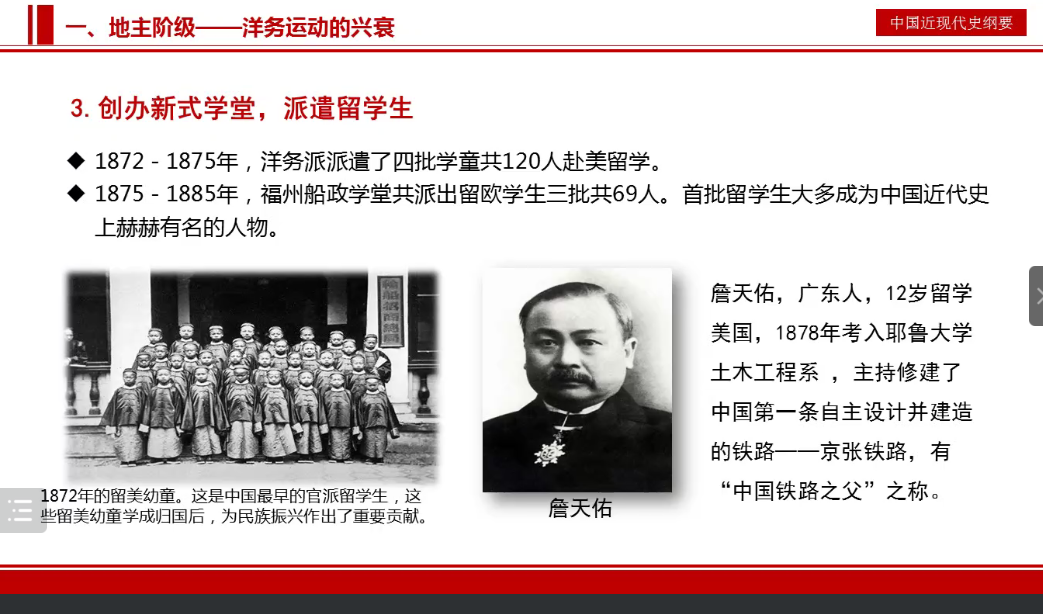 一、地主阶级——洋务运动的兴衰
中国近现代史纲要
3. 创办新式学堂，派遣留学生
◆ 1872－1875年，洋务派派遣了四批学童共120人赴美留学。
◆ 1875－1885年，福州船政学堂共派出留欧学生三批共69人。首批留学生大多成为中国近代史
上赫赫有名的人物。
輪船招商總局
詹天佑，广东人，12岁留学
美国，1878年考入耶鲁大学
土木工程系 ，主持修建了
中国第一条自主设计并建造
的铁路——京张铁路，有
“中国铁路之父”之称。
1872年的留美幼童。这是中国最早的官派留学生，这
些留美幼童学成归国后，为民族振兴作出了重要贡献。
詹天佑